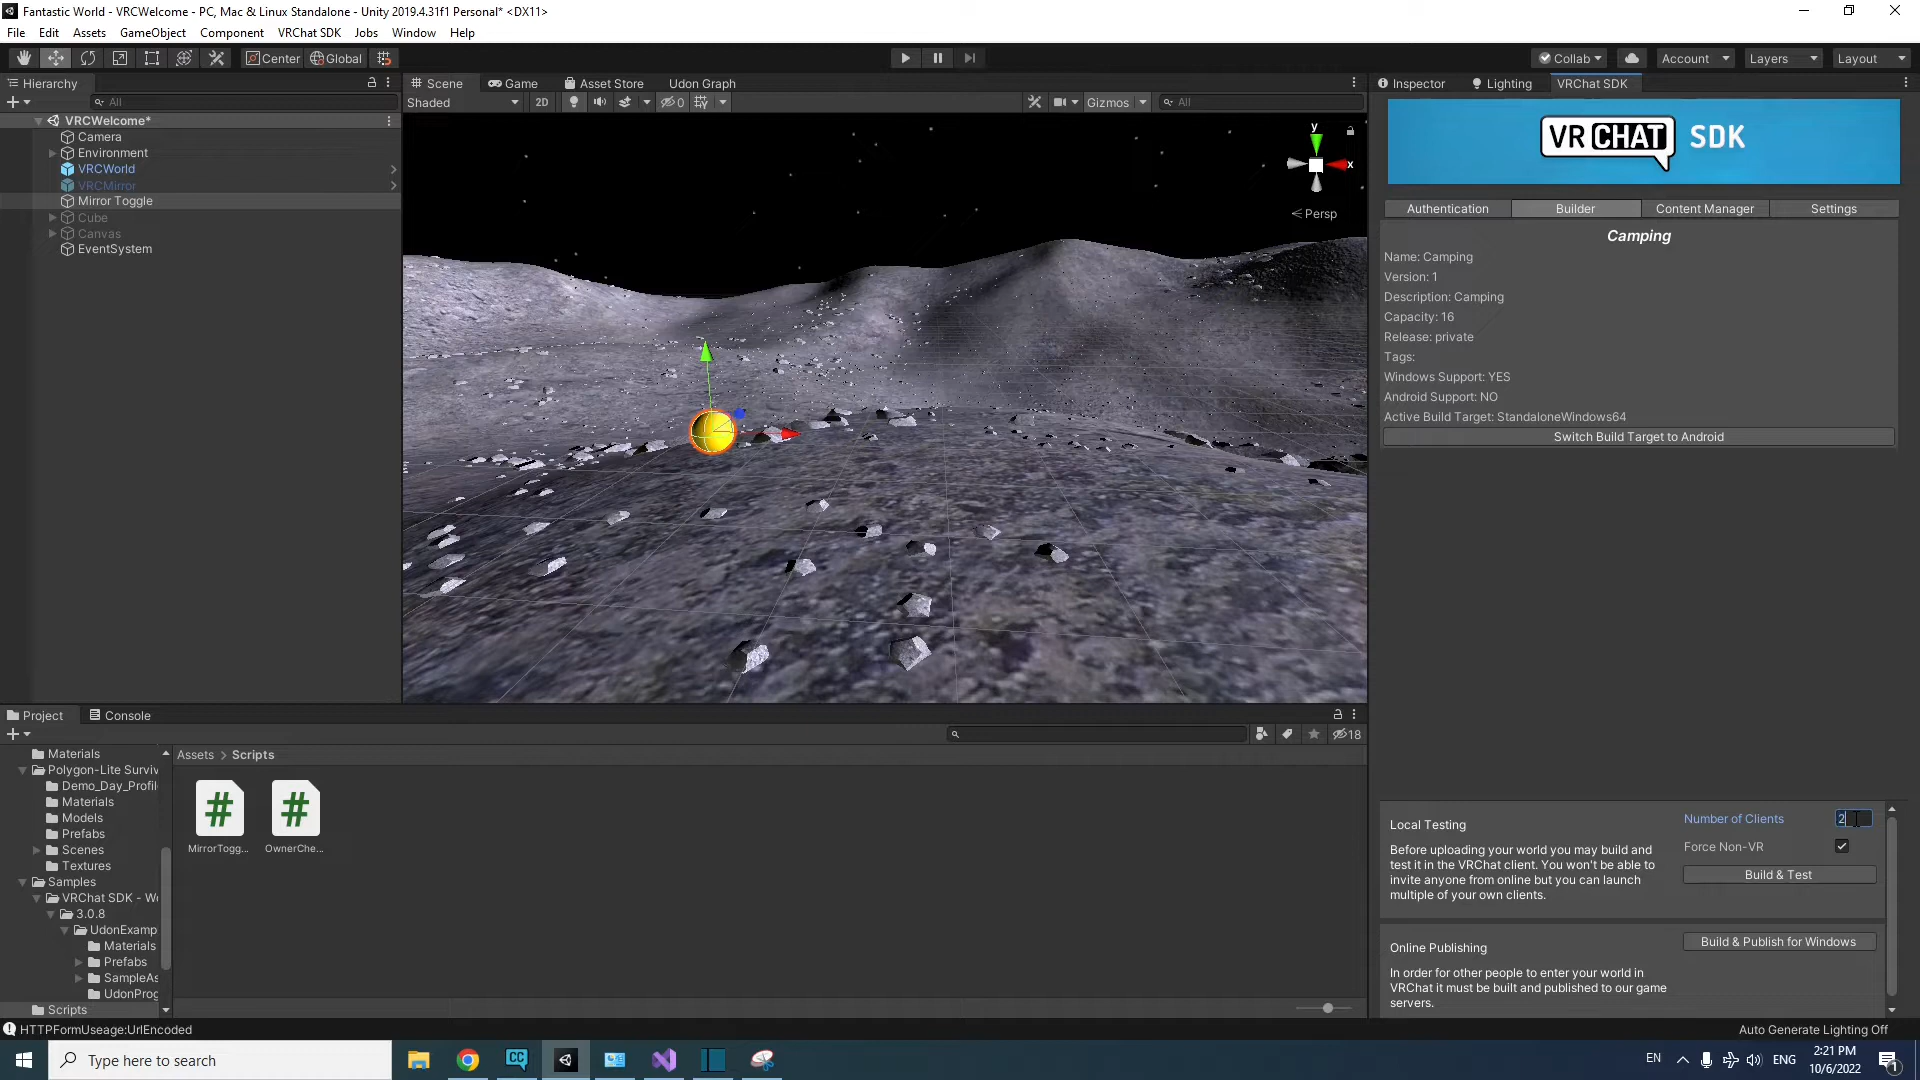 Fantastic World - VRCWelcome - PC, Mac & Linux Standalone - Unity 2019.4.31f1 Personal* <DX11>
File Edit Assets GameObject Component VRChat SDK Jobs Window Help
Center Global Collab Account Layers Layout
Hierarchy
All
VRCWelcome*
Camera
Environment
VRCWorld
VRCMirror
Mirror Toggle
Cube
Canvas
EventSystem
Scene Game Asset Store Udon Graph
Shaded 2D 0 Gizmos All
y
x
Persp
Inspector Lighting VRChat SDK
VRCHAT SDK
Authentication Builder Content Manager Settings
Camping
Name: Camping
Version: 1
Description: Camping
Capacity: 16
Release: private
Tags:
Windows Support: YES
Android Support: NO
Active Build Target: StandaloneWindows64
Switch Build Target to Android
Local Testing
Before uploading your world you may build and
test it in the VRChat client. You won't be able to
invite anyone from online but you can launch
multiple of your own clients.
Number of Clients 2
Force Non-VR
Build & Test
Online Publishing
In order for other people to enter your world in
VRChat it must be built and published to our game
servers.
Build & Publish for Windows
Project Console
18
Materials
Polygon-Lite Surviv
Demo_Day_Profil
Materials
Models
Prefabs
Scenes
Textures
Samples
VRChat SDK - Wo
3.0.8
UdonExamp
Materials
Prefabs
SampleAs
UdonProg
Scripts
Assets > Scripts
MirrorTogg... OwnerChe...
HTTPFormUseage:UrlEncoded
Auto Generate Lighting Off
Type here to search
CC
EN ENG
2:21 PM
10/6/2022
1